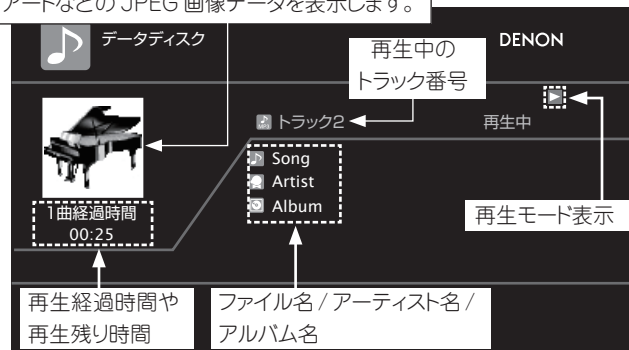 アートなどの JPEG 画像データを表示します。
データディスク
DENON
再生中の
トラック番号
トラック2
再生中
Song
Artist
Album
1曲経過時間
00:25
再生モード表示
再生経過時間や
再生残り時間
ファイル名 / アーティスト名 /
アルバム名